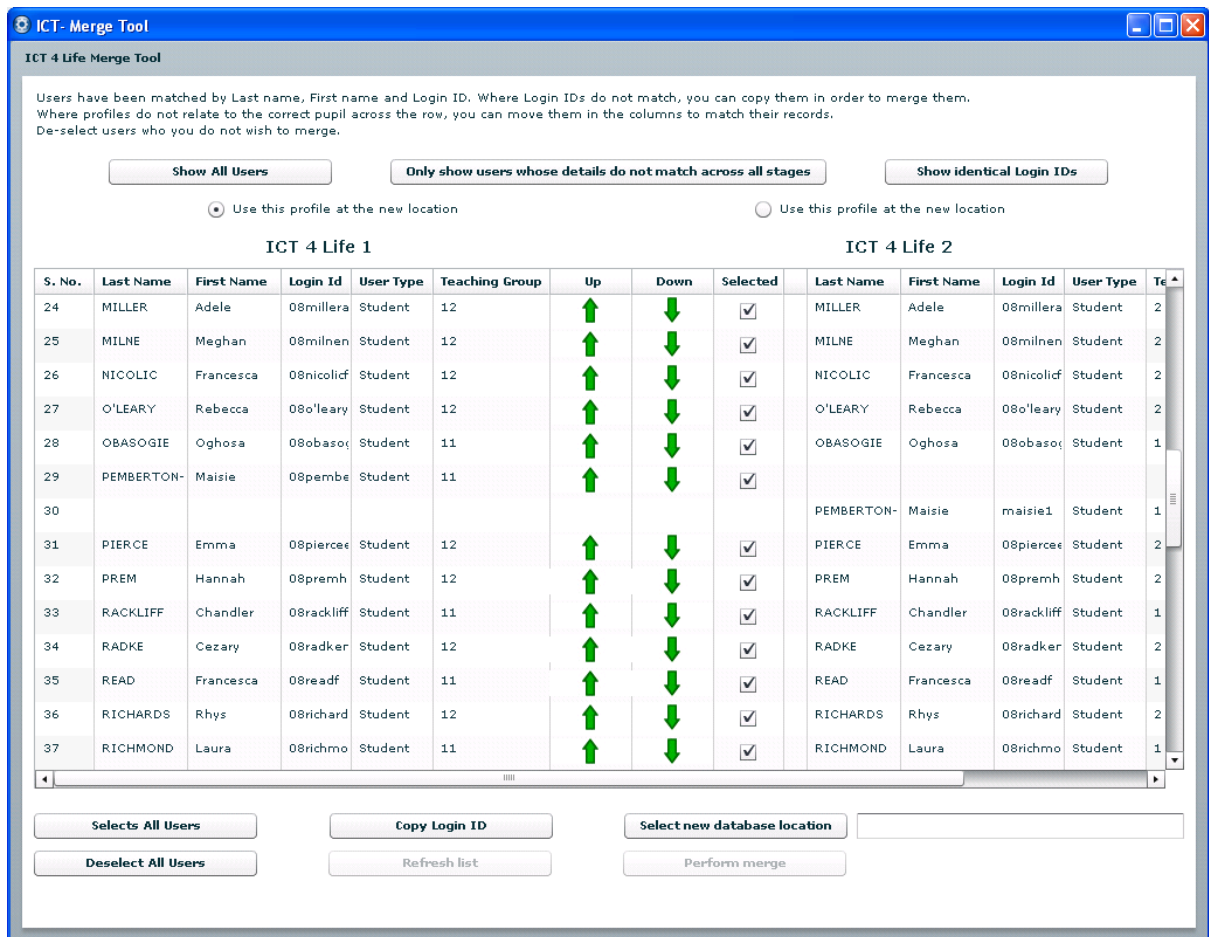 ICT- Merge Tool
ICT 4 Life Merge Tool
Users have been matched by Last name, First name and Login ID. Where Login IDs do not match, you can copy them in order to merge them.
Where profiles do not relate to the correct pupil across the row, you can move them in the columns to match their records.
De-select users who you do not wish to merge.
Show All Users Only show users whose details do not match across all stages Show identical Login IDs
Use this profile at the new location Use this profile at the new location
ICT 4 Life 1 ICT 4 Life 2
S. No. Last Name First Name Login Id User Type Teaching Group Up Down Selected Last Name First Name Login Id User Type Te
24 MILLER Adele 08millera Student 12 MILLER Adele 08millera Student 2
25 MILNE Meghan 08milnen Student 12 MILNE Meghan 08milnen Student 2
26 NICOLIC Francesca 08nicolicf Student 12 NICOLIC Francesca 08nicolicf Student 2
27 O'LEARY Rebecca 08o'leary Student 12 O'LEARY Rebecca 08o'leary Student 2
28 OBASOGIE Oghosa 08obasog Student 11 OBASOGIE Oghosa 08obasog Student 1
29 PEMBERTON- Maisie 08pembe Student 11
30 PEMBERTON- Maisie maisie1 Student 1
31 PIERCE Emma 08piercee Student 12 PIERCE Emma 08piercee Student 2
32 PREM Hannah 08premh Student 12 PREM Hannah 08premh Student 2
33 RACKLIFF Chandler 08rackliff Student 11 RACKLIFF Chandler 08rackliff Student 1
34 RADKE Cezary 08radker Student 12 RADKE Cezary 08radker Student 2
35 READ Francesca 08readf Student 11 READ Francesca 08readf Student 1
36 RICHARDS Rhys 08richard Student 12 RICHARDS Rhys 08richard Student 2
37 RICHMOND Laura 08richmo Student 11 RICHMOND Laura 08richmo Student 1
Selects All Users Copy Login ID Select new database location
Deselect All Users Refresh list Perform merge